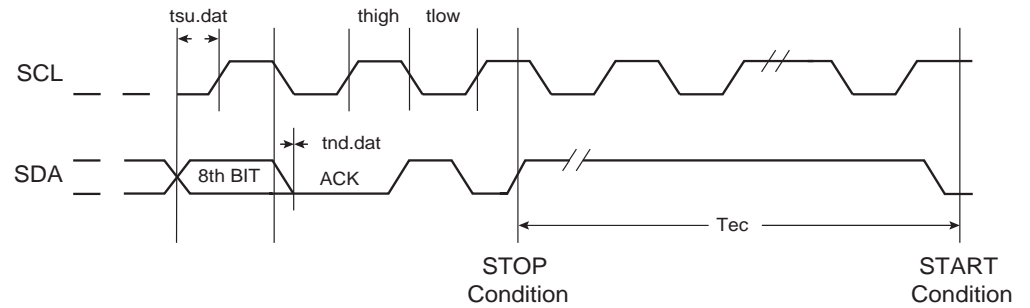 tsu.dat
thigh
tlow
SCL
tnd.dat
SDA
8th BIT
ACK
Tec
STOP
Condition
START
Condition